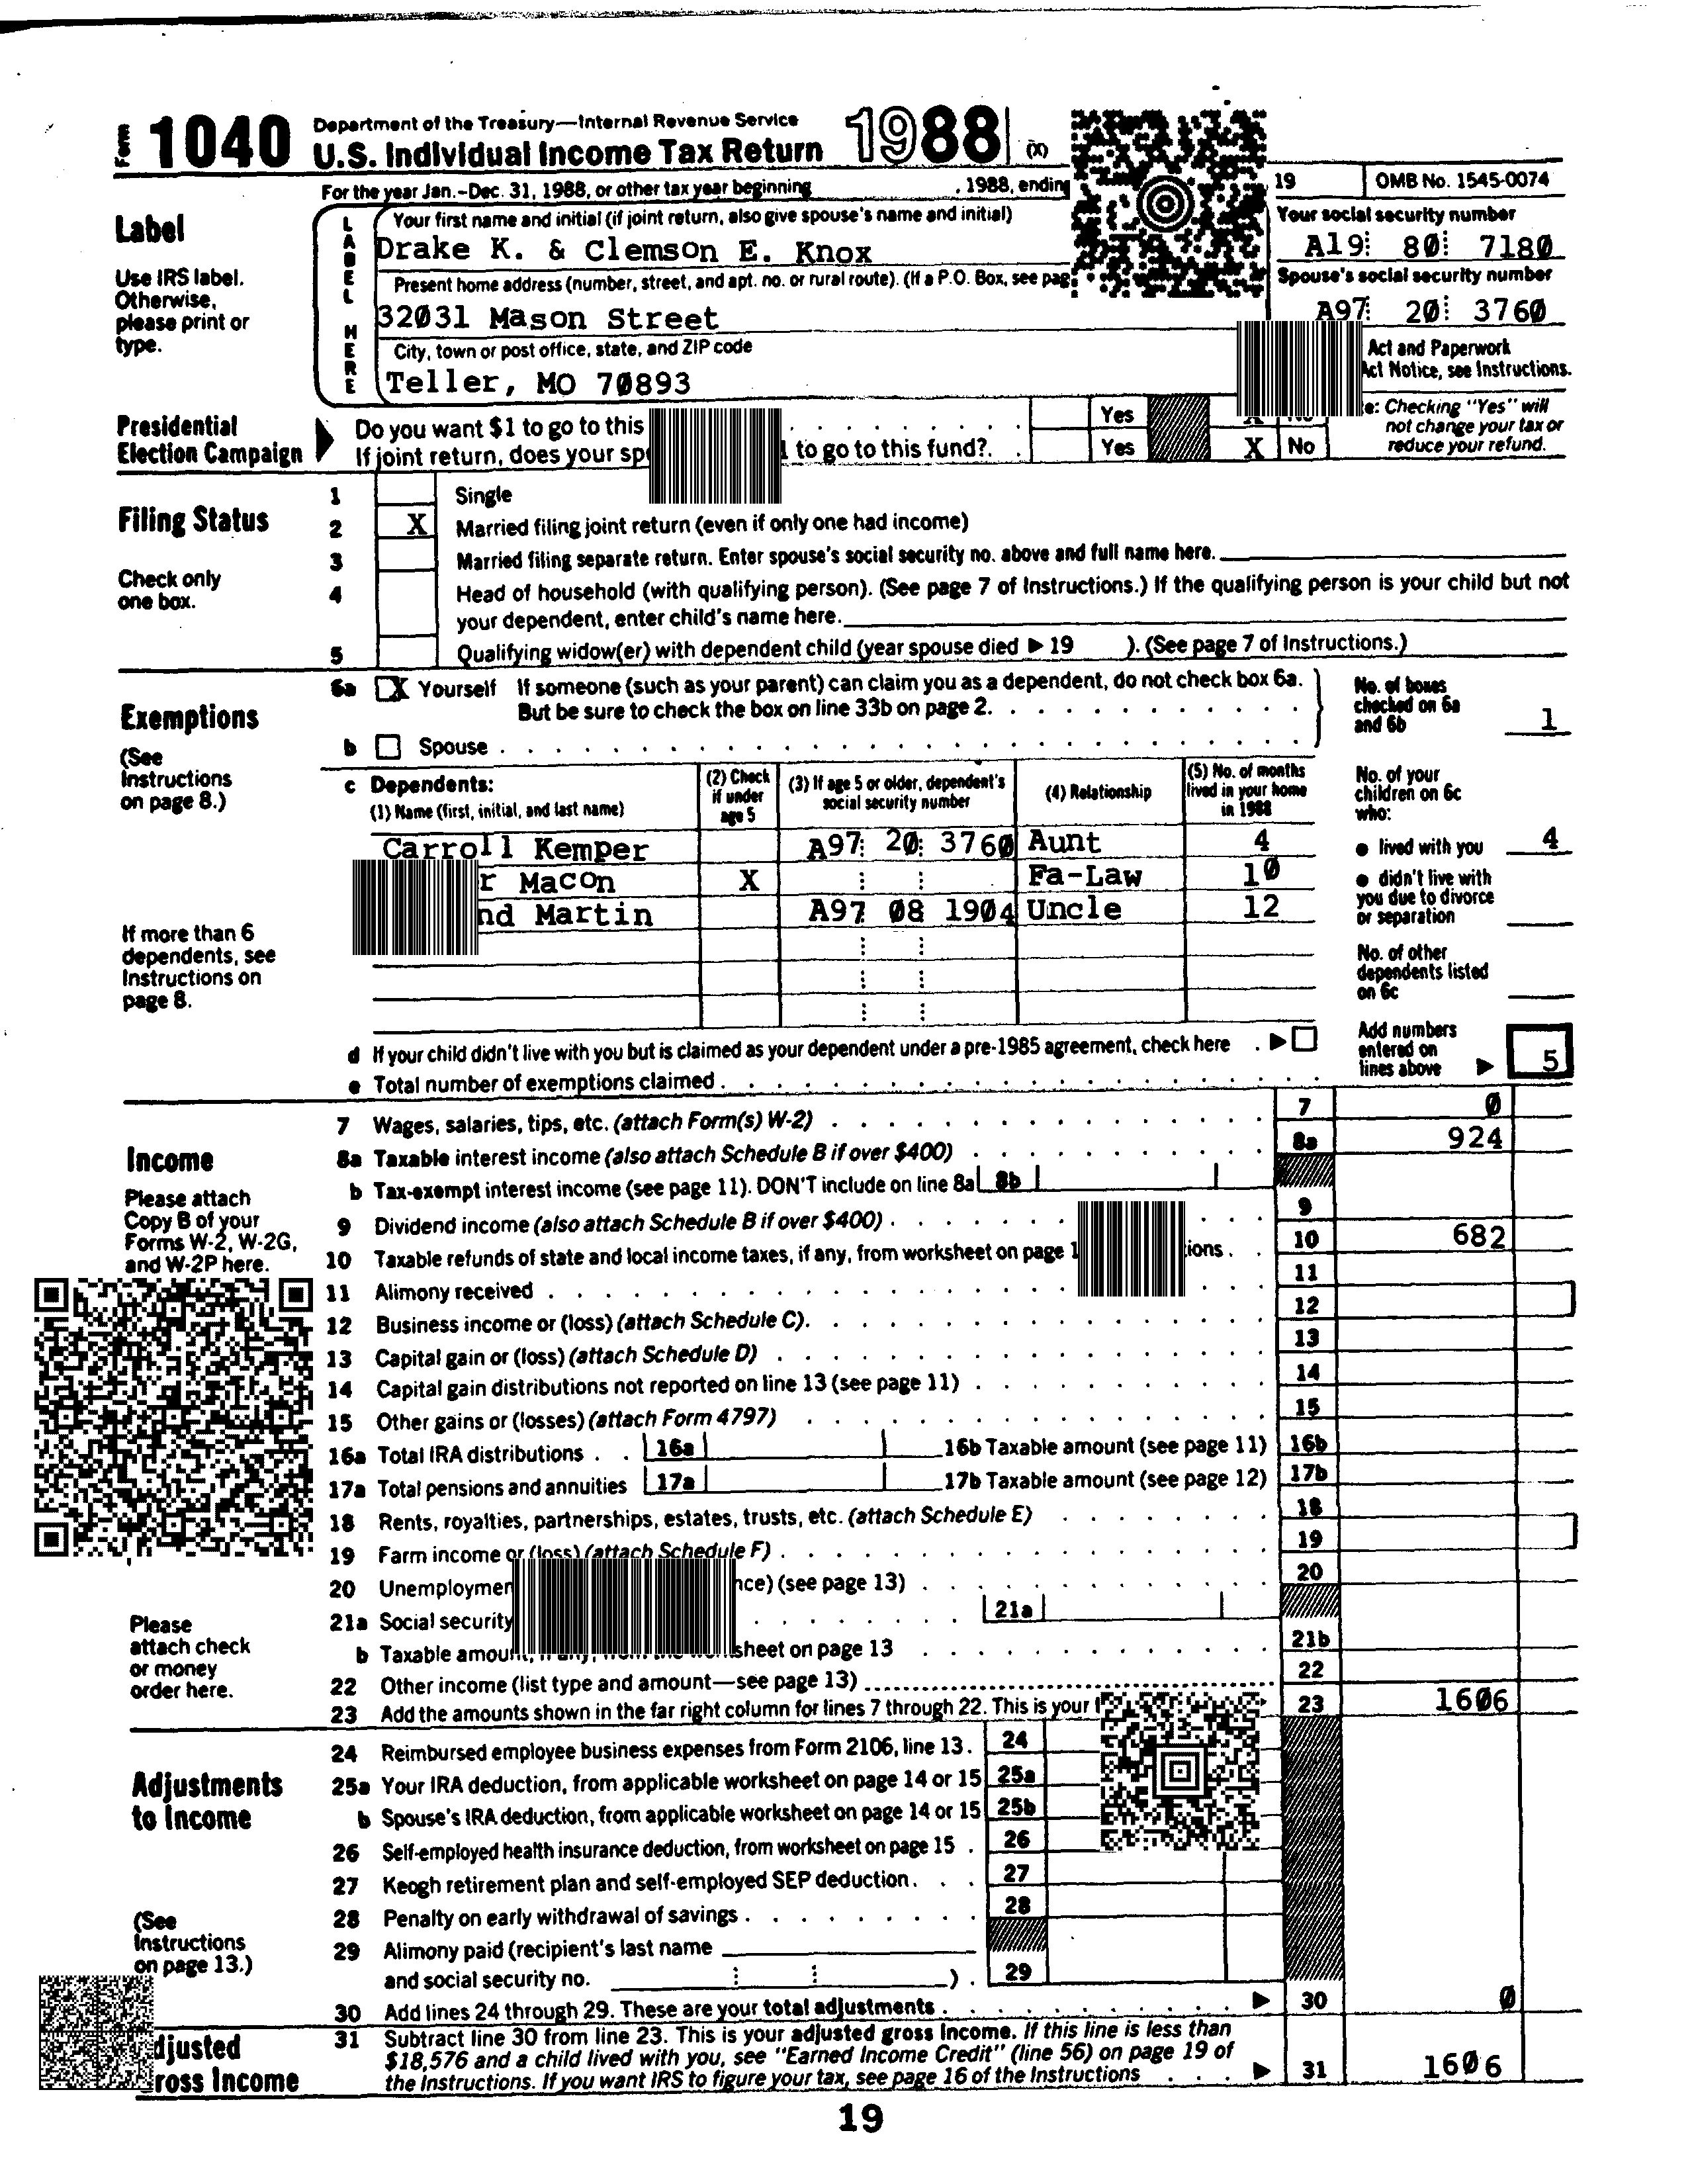 Form 1040 Department of the Treasury—Internal Revenue Service
U.S. Individual Income Tax Return 1988 (X)
For the year Jan.-Dec. 31, 1988, or other tax year beginning , 1988, ending 19 OMB No. 1545-0074
Label
Use IRS label.
Otherwise,
please print or
type.
LABEL HERE
Your first name and initial (if joint return, also give spouse's name and initial)
Drake K. & Clemson E. Knox
Present home address (number, street, and apt. no. or rural route). (If a P.O. Box, see
32031 Mason Street
City, town or post office, state, and ZIP code
Teller, MO 70893
Your social security number
A19 80 7180
Spouse's social security number
A97 20 3760
Act and Paperwork
Act Notice, see Instructions.
Presidential
Election Campaign
Do you want $1 to go to this Yes
If joint return, does your to go to this fund?. Yes X No
Checking "Yes" will
not change your tax or
reduce your refund.
Filing Status
Check only
one box.
1 Single
2 X Married filing joint return (even if only one had income)
3 Married filing separate return. Enter spouse's social security no. above and full name here.
4 Head of household (with qualifying person). (See page 7 of Instructions.) If the qualifying person is your child but not
your dependent, enter child's name here.
5 Qualifying widow(er) with dependent child (year spouse died ▶ 19 ). (See page 7 of Instructions.)
Exemptions
(See
Instructions
on page 8.)
If more than 6
dependents, see
Instructions on
page 8.
6a X Yourself If someone (such as your parent) can claim you as a dependent, do not check box 6a.
But be sure to check the box on line 33b on page 2.
b Spouse
No. of boxes
checked on 6a
and 6b 1
c Dependents:
(1) Name (first, initial, and last name)
(2) Check
if under
age 5
(3) If age 5 or older, dependent's
social security number
(4) Relationship
(5) No. of months
lived in your home
in 1988
Carroll Kemper A97 20 3760 Aunt 4
Macon X Fa-Law 10
Martin A97 08 1904 Uncle 12
No. of your
children on 6c
who:
● lived with you 4
● didn't live with
you due to divorce
or separation
No. of other
dependents listed
on 6c
d If your child didn't live with you but is claimed as your dependent under a pre-1985 agreement, check here . ▶
e Total number of exemptions claimed
Add numbers
entered on
lines above ▶ 5
Income
Please attach
Copy B of your
Forms W-2, W-2G,
and W-2P here.
Please
attach check
or money
order here.
7 Wages, salaries, tips, etc. (attach Form(s) W-2) 7 0
8a Taxable interest income (also attach Schedule B if over $400) 8a 924
b Tax-exempt interest income (see page 11). DON'T include on line 8a 8b
9 Dividend income (also attach Schedule B if over $400) 9
10 Taxable refunds of state and local income taxes, if any, from worksheet on page 10 682
11 Alimony received 11
12 Business income or (loss) (attach Schedule C). 12
13 Capital gain or (loss) (attach Schedule D) 13
14 Capital gain distributions not reported on line 13 (see page 11) 14
15 Other gains or (losses) (attach Form 4797) 15
16a Total IRA distributions 16a 16b Taxable amount (see page 11) 16b
17a Total pensions and annuities 17a 17b Taxable amount (see page 12) 17b
18 Rents, royalties, partnerships, estates, trusts, etc. (attach Schedule E) 18
19 Farm income or (loss) (attach Schedule F) 19
20 (see page 13) 20
21a Social security 21a
b Taxable sheet on page 13 21b
22 Other income (list type and amount—see page 13) 22
23 Add the amounts shown in the far right column for lines 7 through 22. This is your 23 1606
Adjustments
to Income
(See
Instructions
on page 13.)
24 Reimbursed employee business expenses from Form 2106, line 13. 24
25a Your IRA deduction, from applicable worksheet on page 14 or 15 25a
b Spouse's IRA deduction, from applicable worksheet on page 14 or 15 25b
26 Self-employed health insurance deduction, from worksheet on page 15 . 26
27 Keogh retirement plan and self-employed SEP deduction. 27
28 Penalty on early withdrawal of savings 28
29 Alimony paid (recipient's last name
and social security no. ) . 29
30 Add lines 24 through 29. These are your total adjustments ▶ 30 0
Adjusted
Gross Income
31 Subtract line 30 from line 23. This is your adjusted gross income. If this line is less than
$18,576 and a child lived with you, see "Earned Income Credit" (line 56) on page 19 of
the Instructions. If you want IRS to figure your tax, see page 16 of the Instructions ▶ 31 1606
19